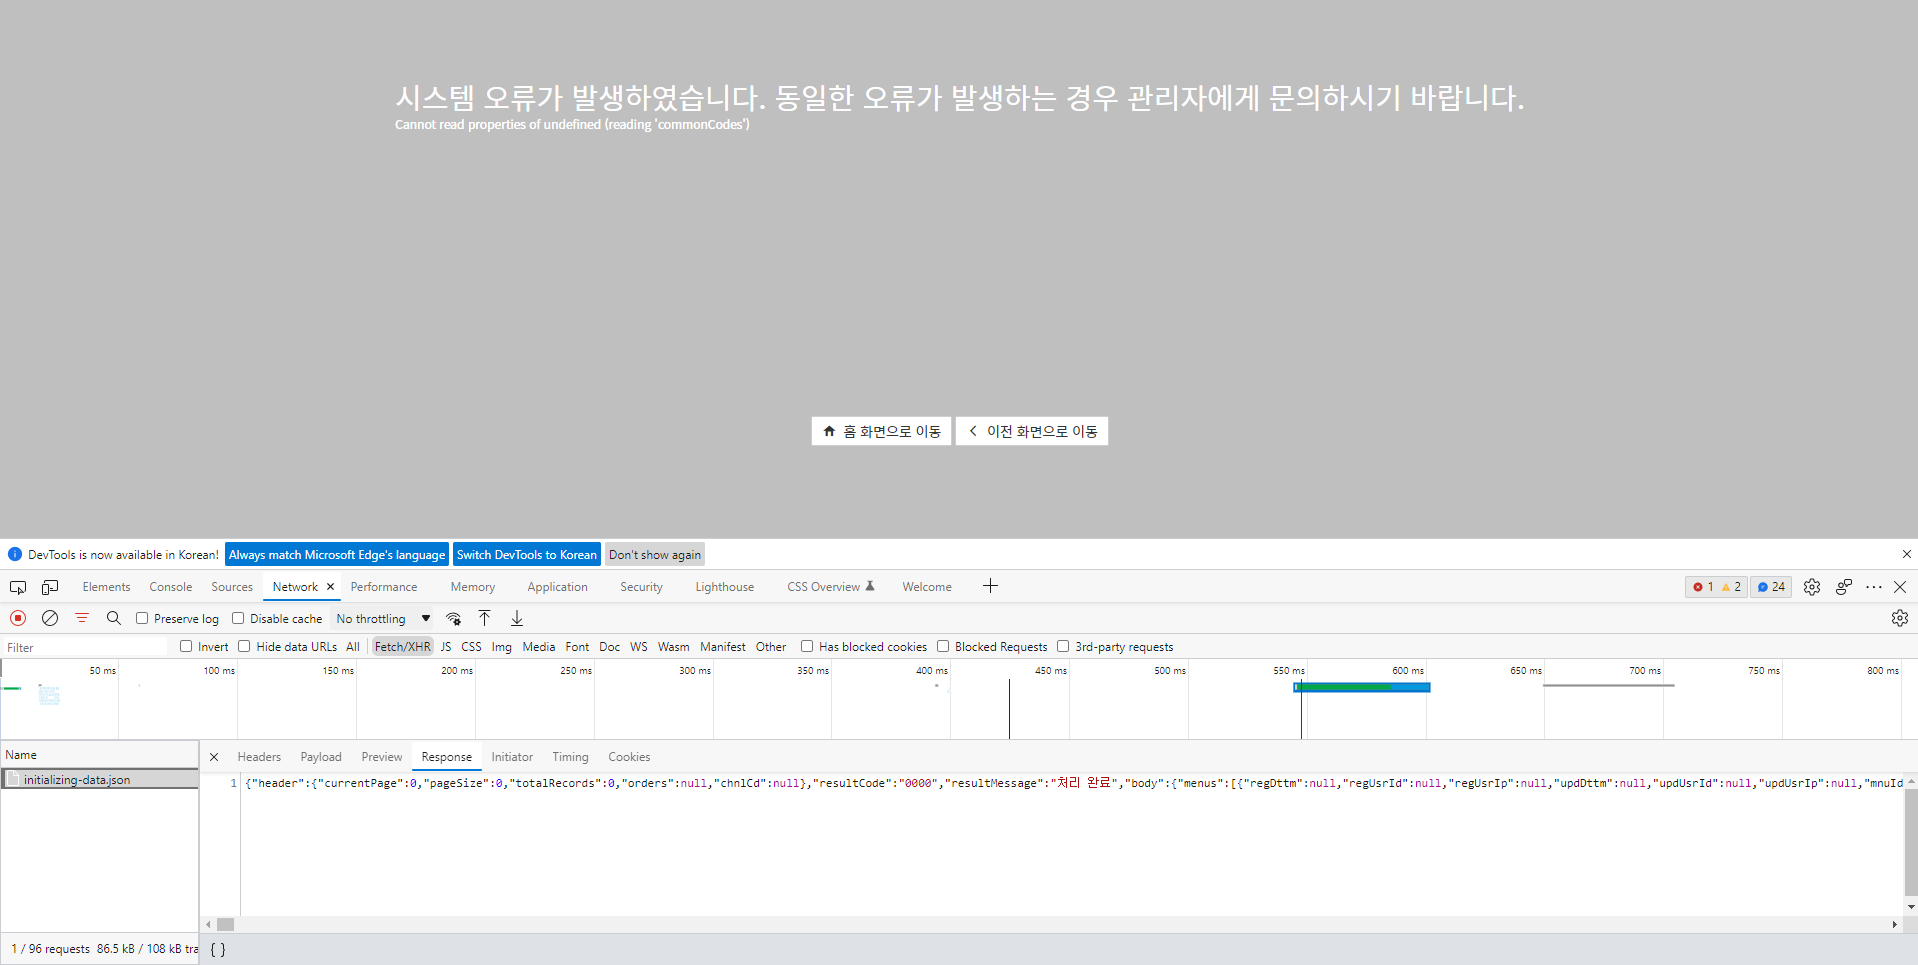 시스템 오류가 발생하였습니다. 동일한 오류가 발생하는 경우 관리자에게 문의하시기 바랍니다.
Cannot read properties of undefined (reading 'commonCodes')
홈 화면으로 이동 이전 화면으로 이동
DevTools is now available in Korean! Always match Microsoft Edge's language Switch DevTools to Korean Don't show again
Elements Console Sources Network Performance Memory Application Security Lighthouse CSS Overview Welcome 1 2 24
Preserve log Disable cache No throttling
Filter Invert Hide data URLs All Fetch/XHR JS CSS Img Media Font Doc WS Wasm Manifest Other Has blocked cookies Blocked Requests 3rd-party requests
50 ms 100 ms 150 ms 200 ms 250 ms 300 ms 350 ms 400 ms 450 ms 500 ms 550 ms 600 ms 650 ms 700 ms 750 ms 800 ms
Name Headers Payload Preview Response Initiator Timing Cookies
initializing-data.json
1 {"header":{"currentPage":0,"pageSize":0,"totalRecords":0,"orders":null,"chnlCd":null},"resultCode":"0000","resultMessage":"처리 완료","body":{"menus":[{"regDttm":null,"regUsrId":null,"regUsrIp":null,"updDttm":null,"updUsrId":null,"updUsrIp":null,"mnuId
1 / 96 requests 86.5 kB / 108 kB tra { }